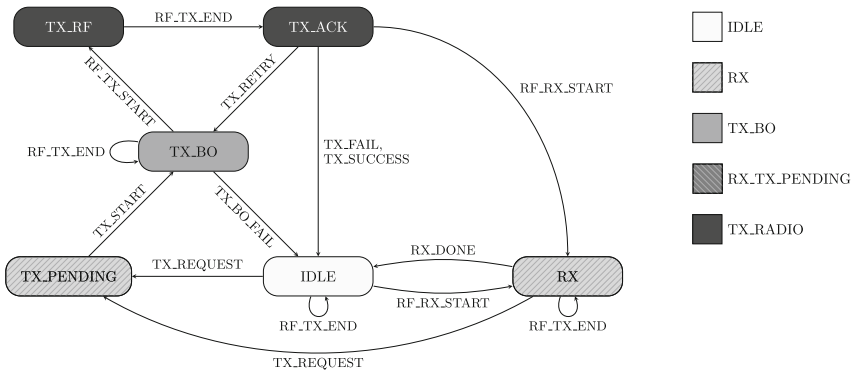 RF_TX_END
TX_RF
TX_ACK
IDLE
RF_TX_START
TX_RETRY
RF_RX_START
RX
TX_BO
RF_TX_END
TX_BO
TX_FAIL,
TX_SUCCESS
RX_TX_PENDING
TX_START
TX_BO_FAIL
TX_RADIO
RX_DONE
TX_PENDING
TX_REQUEST
IDLE
RX
RF_RX_START
RF_TX_END
RF_TX_END
TX_REQUEST